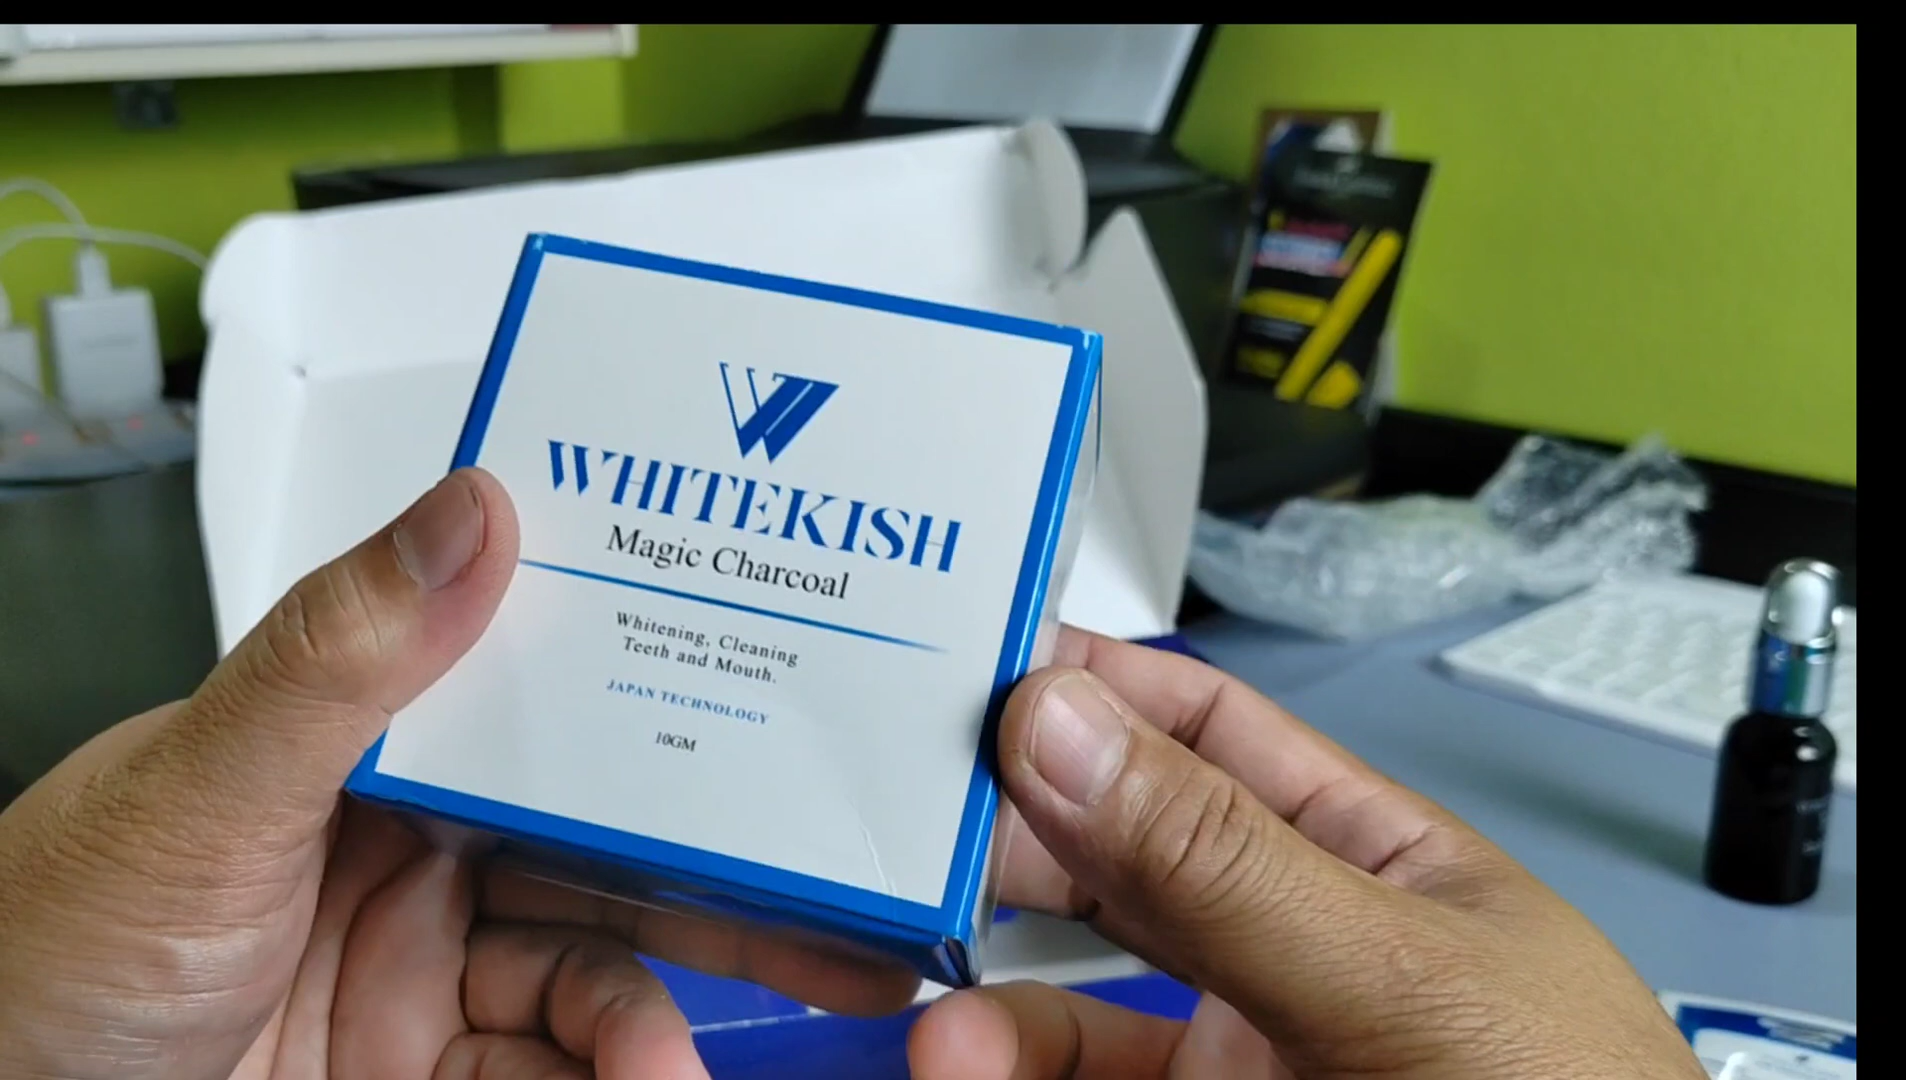 WHITEKISH
Magic Charcoal
Whitening, Cleaning
Teeth and Mouth.
JAPAN TECHNOLOGY
10GM